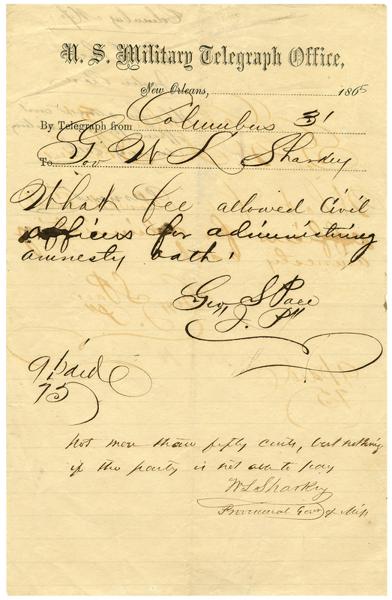 U. S. Military Telegraph Office,
New Orleans, 1865
By Telegraph from Columbus 31
To Gov W L Sharkey
What fee allowed Civil
officers for administring
amnesty oath?
Geo S Pace
J. P.
9 paid
75
not more than fifty cents, but nothing
if the party is not able to pay
W L Sharkey
Provisional Gov of Miss